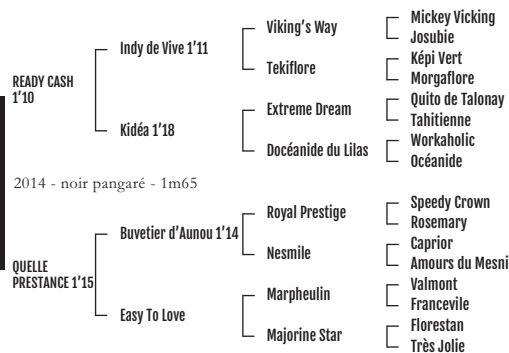 READY CASH
1'10
Indy de Vive 1'11
Kidéa 1'18
Viking's Way
Tekiflore
Extreme Dream
Docéanide du Lilas
Mickey Vicking
Josubie
Képi Vert
Morgaflore
Quito de Talonay
Tahitienne
Workaholic
Océanide
2014 - noir pangaré - 1m65
QUELLE
PRESTANCE 1'15
Buvetier d'Aunou 1'14
Easy To Love
Royal Prestige
Nesmile
Marpheulin
Majorine Star
Speedy Crown
Rosemary
Caprior
Amours du Mesni
Valmont
Francevile
Florestan
Très Jolie